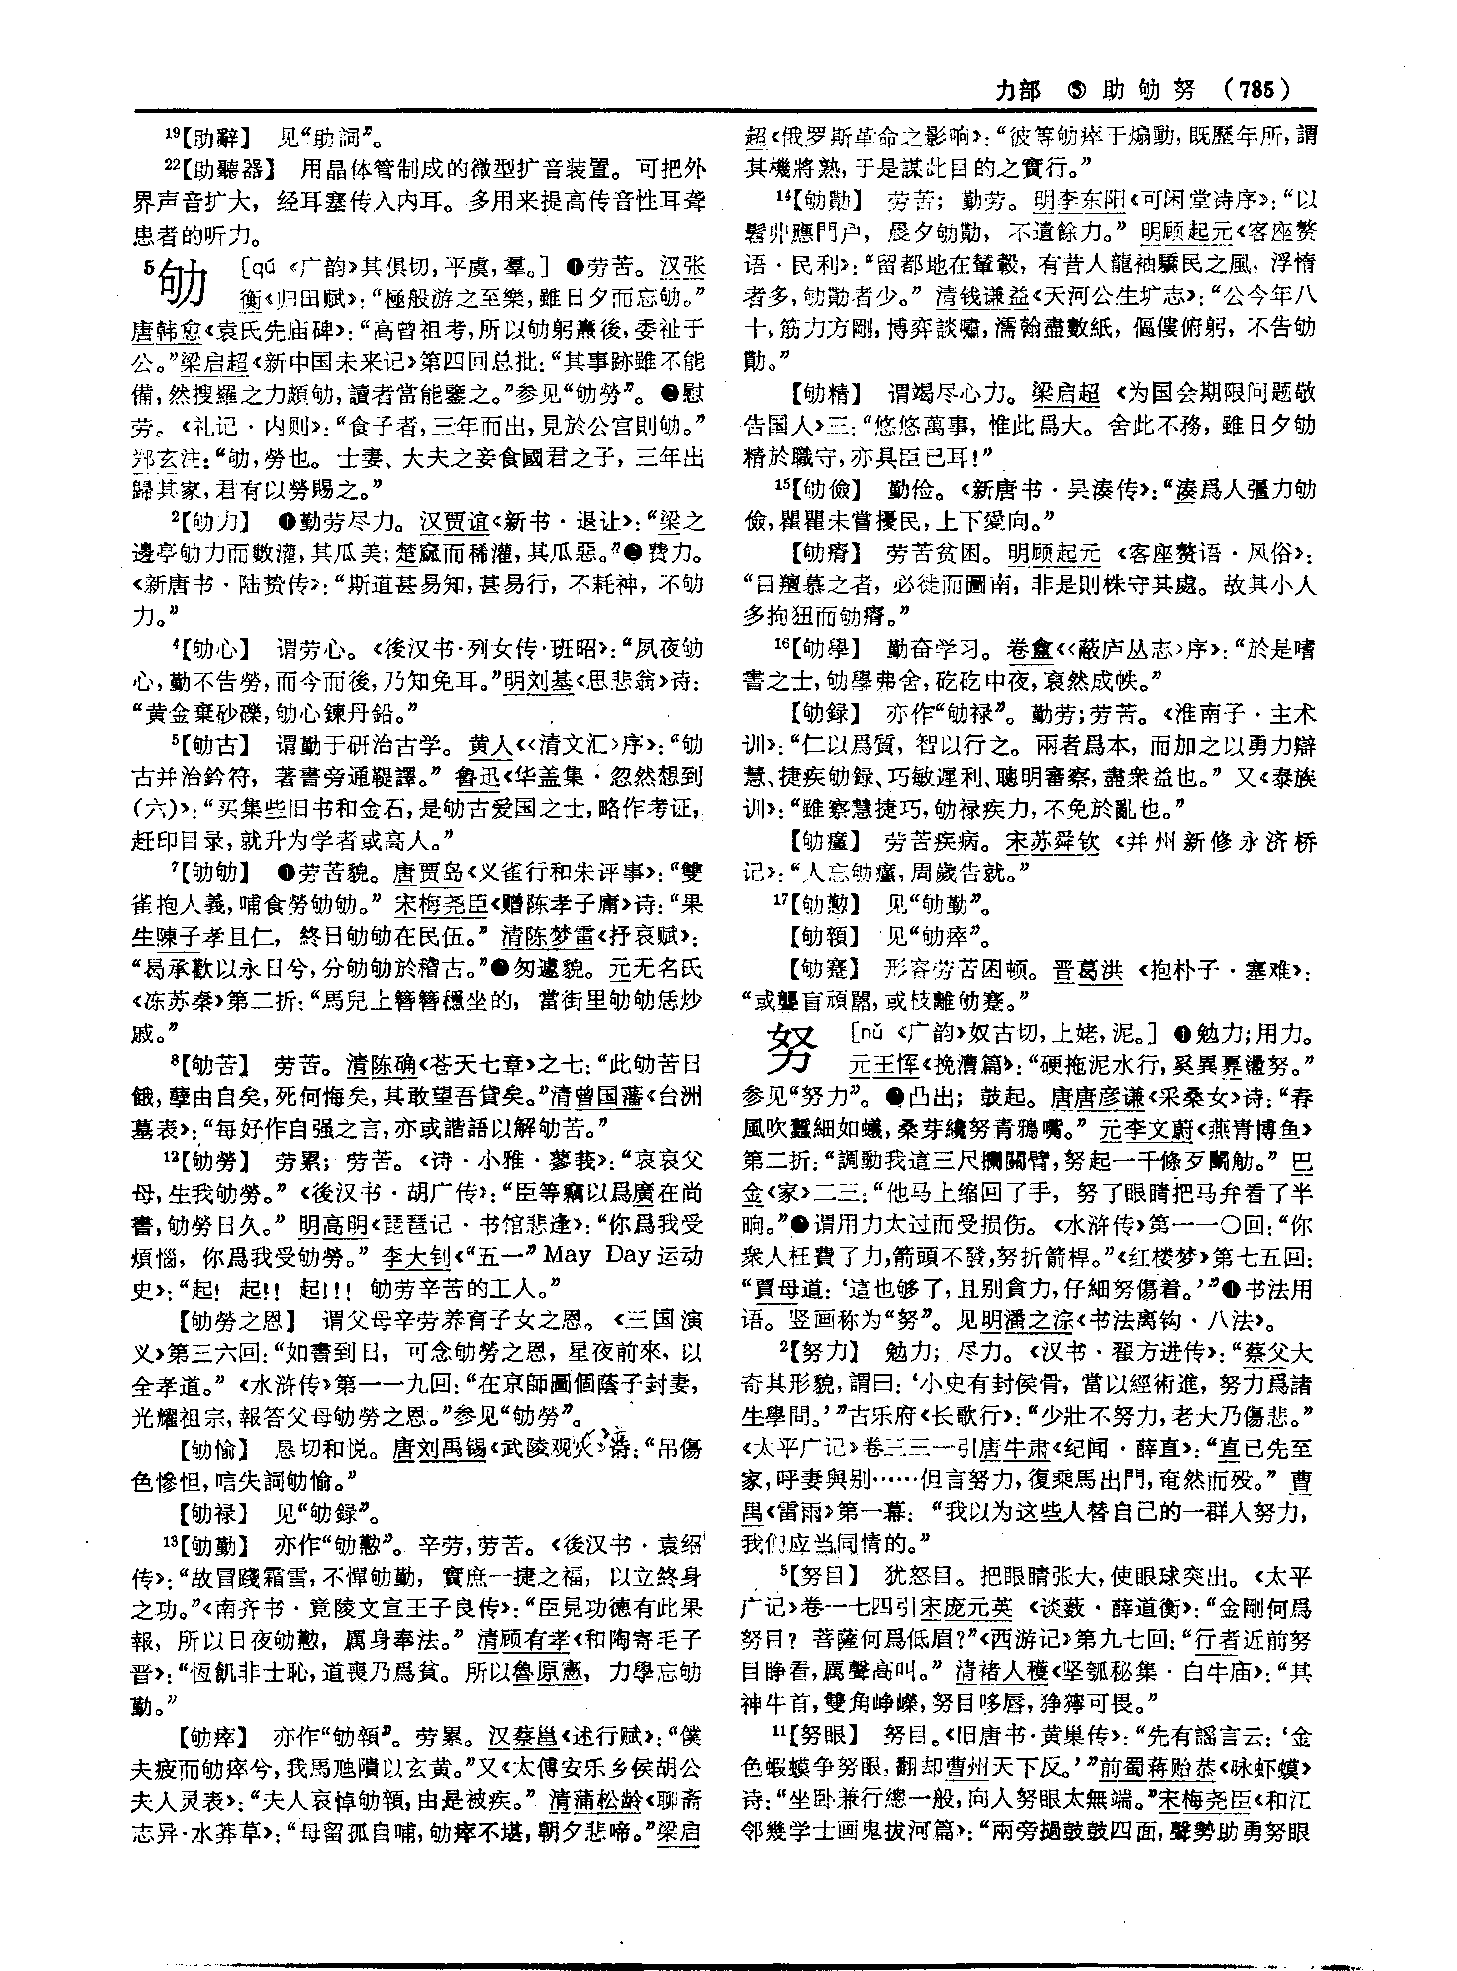 力部 ⑤ 助劬努 (785)
¹⁹【助辭】 见“助詞”。
²²【助聽器】 用晶体管制成的微型扩音装置。可把外
界声音扩大，经耳塞传入内耳。多用来提高传音性耳聋
患者的听力。
⁵劬 [qú 《广韵》其俱切，平虞，羣。] ❶劳苦。汉张
衡《归田赋》：“極般游之至樂，雖日夕而忘劬。”
唐韩愈《袁氏先庙碑》：“高曾祖考，所以劬躬燾後，委祉于
公。”梁启超《新中国未来记》第四回总批：“其事跡雖不能
備，然搜羅之力頗劬，讀者當能鑒之。”参见“劬勞”。❷慰
劳。《礼记·内则》：“食子者，三年而出，見於公宫則劬。”
郑玄注：“劬，勞也。士妻、大夫之妾食國君之子，三年出
歸其家，君有以勞賜之。”
²【劬力】 ❶勤劳尽力。汉贾谊《新书·退让》：“梁之
邊亭劬力而數灌，其瓜美；楚窳而稀灌，其瓜惡。”❷费力。
《新唐书·陆贽传》：“斯道甚易知，甚易行，不耗神，不劬
力。”
⁴【劬心】 谓劳心。《後汉书·列女传·班昭》：“夙夜劬
心，勤不告勞，而今而後，乃知免耳。”明刘基《思悲翁》诗：
“黄金棄砂礫，劬心鍊丹鉛。”
⁵【劬古】 谓勤于研治古学。黄人《〈清文汇〉序》：“劬
古并治鈐符，著書旁通鞮譯。”鲁迅《华盖集·忽然想到
（六）》：“买集些旧书和金石，是劬古爱国之士，略作考证，
赶印目录，就升为学者或高人。”
⁷【劬劬】 ❶劳苦貌。唐贾岛《义雀行和朱评事》：“雙
雀抱人義，哺食勞劬劬。”宋梅尧臣《赠陈孝子庸》诗：“果
生陳子孝且仁，終日劬劬在民伍。”清陈梦雷《抒哀赋》：
“曷承歡以永日兮，分劬劬於稽古。”❷匆遽貌。元无名氏
《冻苏秦》第二折：“馬兒上簪簪穩坐的，當街里劬劬恁炒
戚。”
⁸【劬苦】 劳苦。清陈确《苍天七章》之七：“此劬苦日
餓，孽由自矣，死何悔矣，其敢望吾貸矣。”清曾国藩《台洲
墓表》：“每好作自强之言，亦或諧語以解劬苦。”
¹²【劬勞】 劳累；劳苦。《诗·小雅·蓼莪》：“哀哀父
母，生我劬勞。”《後汉书·胡广传》：“臣等竊以爲廣在尚
書，劬勞日久。”明高明《琵琶记·书馆悲逢》：“你爲我受
煩惱，你爲我受劬勞。”李大钊《“五一”May Day运动
史》：“起！起！！起！！！劬劳辛苦的工人。”
【劬勞之恩】 谓父母辛劳养育子女之恩。《三国演
义》第三六回：“如書到日，可念劬勞之恩，星夜前來，以
全孝道。”《水浒传》第一一九回：“在京師圖個蔭子封妻，
光耀祖宗，報答父母劬勞之恩。”参见“劬勞”。
【劬愉】 恳切和悦。唐刘禹锡《武陵观火》诗：“吊傷
色慘怛，唁失詞劬愉。”
【劬禄】 见“劬録”。
¹³【劬勤】 亦作“劬懃”。辛劳，劳苦。《後汉书·袁绍
传》：“故冒踐霜雪，不憚劬勤，實庶一捷之福，以立終身
之功。”《南齐书·竟陵文宣王子良传》：“臣見功德有此果
報，所以日夜劬懃，厲身奉法。”清顾有孝《和陶寄毛子
晋》：“恆飢非士恥，道喪乃爲貧。所以魯原憲，力學忘劬
勤。”
【劬瘁】 亦作“劬顇”。劳累。汉蔡邕《述行赋》：“僕
夫疲而劬瘁兮，我馬虺隤以玄黄。”又《太傅安乐乡侯胡公
夫人灵表》：“夫人哀悼劬顇，由是被疾。”清蒲松龄《聊斋
志异·水莽草》：“母留孤自哺，劬瘁不堪，朝夕悲啼。”梁启
超《俄罗斯革命之影响》：“彼等劬瘁于煽動，既歷年所，謂
其機將熟，于是謀此目的之實行。”
¹⁴【劬勩】 劳苦；勤劳。明李东阳《可闲堂诗序》：“以
髫丱應門户，晨夕劬勩，不遺餘力。”明顾起元《客座赘
语·民利》：“留都地在輦轂，有昔人龍袖驕民之風，浮惰
者多，劬勩者少。”清钱谦益《天河公生圹志》：“公今年八
十，筋力方剛，博弈談嘯，濡翰盡數紙，傴僂俯躬，不告劬
勩。”
【劬精】 谓竭尽心力。梁启超《为国会期限问题敬
告国人》三：“悠悠萬事，惟此爲大。舍此不務，雖日夕劬
精於職守，亦具臣已耳！”
¹⁵【劬儉】 勤俭。《新唐书·吴湊传》：“湊爲人彊力劬
儉，瞿瞿未嘗擾民，上下愛向。”
【劬瘠】 劳苦贫困。明顾起元《客座赘语·风俗》：
“日羶慕之者，必徙而圖南，非是則株守其處。故其小人
多拘狃而劬瘠。”
¹⁶【劬學】 勤奋学习。卷盦《〈蔽庐丛志〉序》：“於是嗜
書之士，劬學弗舍，矻矻中夜，裒然成帙。”
【劬録】 亦作“劬禄”。勤劳；劳苦。《淮南子·主术
训》：“仁以爲質，智以行之。兩者爲本，而加之以勇力辯
慧、捷疾劬録、巧敏遲利、聰明審察，盡衆益也。”又《泰族
训》：“雖察慧捷巧，劬禄疾力，不免於亂也。”
【劬癉】 劳苦疾病。宋苏舜钦《并州新修永济桥
记》：“人忘劬癉，周歲告就。”
¹⁷【劬懃】 见“劬勤”。
【劬顇】 见“劬瘁”。
【劬蹇】 形容劳苦困顿。晋葛洪《抱朴子·塞难》：
“或聾盲頑嚚，或枝離劬蹇。”
努 [nǔ 《广韵》奴古切，上姥，泥。] ❶勉力；用力。
元王恽《挽漕篇》：“硬拖泥水行，奚異奡盪努。”
参见“努力”。❷凸出；鼓起。唐唐彦谦《采桑女》诗：“春
風吹蠶細如蟻，桑芽纔努青鴉嘴。”元李文蔚《燕青博鱼》
第二折：“調動我這三尺攔關臂，努起一千條歹鬭觔。”巴
金《家》二三：“他马上缩回了手，努了眼睛把马弁看了半
晌。”❸谓用力太过而受损伤。《水浒传》第一一〇回：“你
衆人枉費了力，箭頭不發，努折箭桿。”《红楼梦》第七五回：
“賈母道：‘這也够了，且别貪力，仔細努傷着。’”❹书法用
语。竖画称为“努”。见明潘之淙《书法离钩·八法》。
²【努力】 勉力；尽力。《汉书·翟方进传》：“蔡父大
奇其形貌，謂曰：‘小史有封侯骨，當以經術進，努力爲諸
生學問。’”古乐府《长歌行》：“少壯不努力，老大乃傷悲。”
《太平广记》卷三三一引唐牛肃《纪闻·薛直》：“直已先至
家，呼妻與别……但言努力，復乘馬出門，奄然而殁。”曹
禺《雷雨》第一幕：“我以为这些人替自己的一群人努力，
我们应当同情的。”
⁵【努目】 犹怒目。把眼睛张大，使眼球突出。《太平
广记》卷一七四引宋庞元英《谈薮·薛道衡》：“金剛何爲
努目？菩薩何爲低眉？”《西游记》第九七回：“行者近前努
目睁看，厲聲高叫。”清褚人穫《坚瓠秘集·白牛庙》：“其
神牛首，雙角峥嶸，努目哆唇，狰獰可畏。”
¹¹【努眼】 努目。《旧唐书·黄巢传》：“先有謡言云：‘金
色蝦蟆争努眼，翻却曹州天下反。’”前蜀蒋贻恭《咏虾蟆》
诗：“坐卧兼行總一般，向人努眼太無端。”宋梅尧臣《和江
邻幾学士画鬼拔河篇》：“兩旁撾鼓鼓四面，聲勢助勇努眼